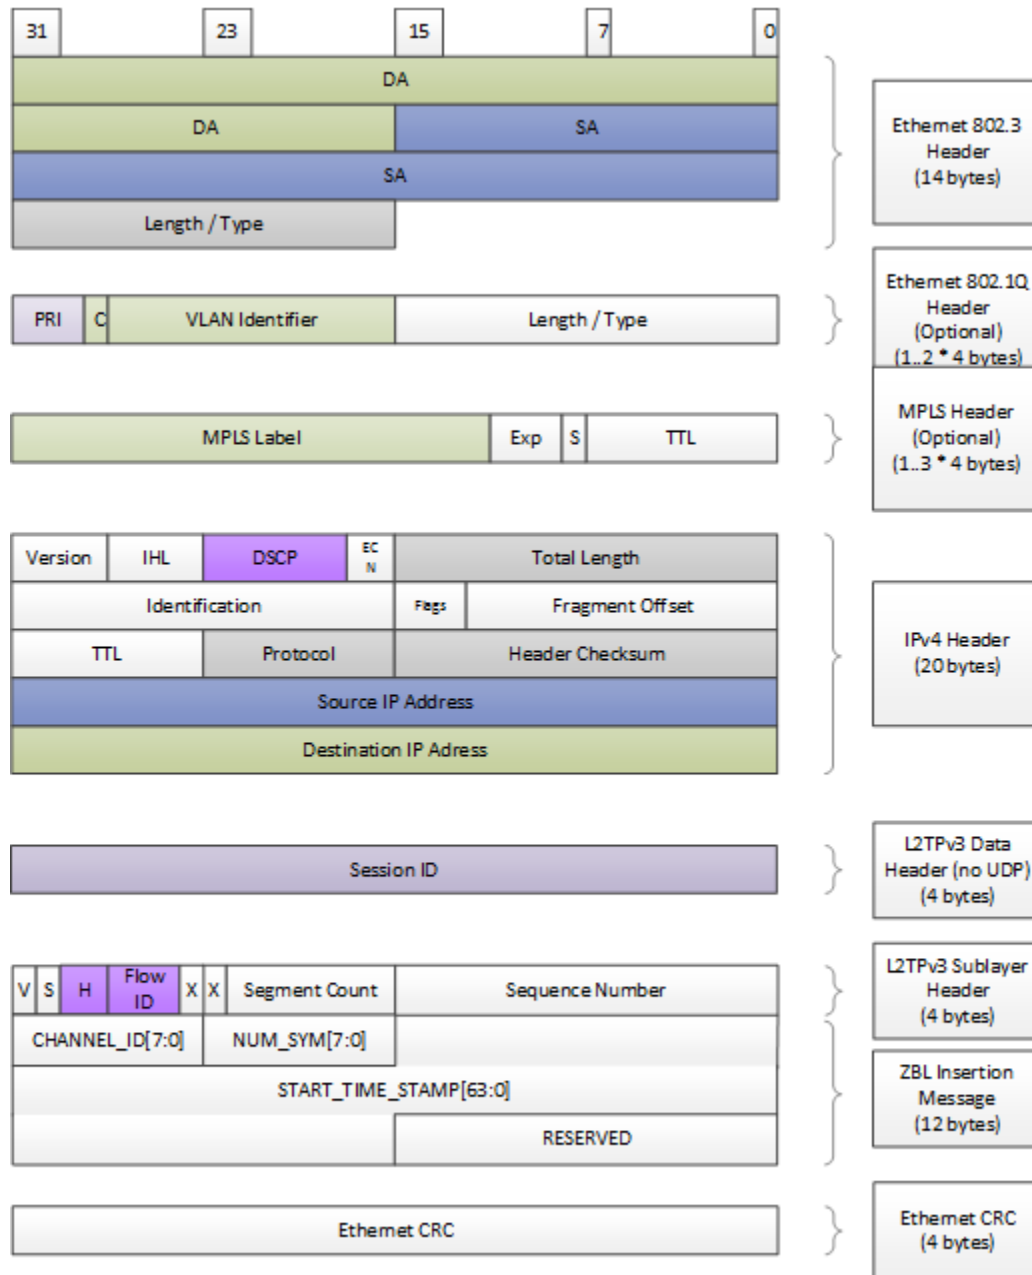 31 23 15 7 0
DA
DA SA
SA
Length / Type
Ethernet 802.3
Header
(14 bytes)
PRI C VLAN Identifier Length / Type
Ethernet 802.1Q
Header
(Optional)
(1..2 * 4 bytes)
MPLS Label Exp S TTL
MPLS Header
(Optional)
(1..3 * 4 bytes)
Version IHL DSCP EC
N Total Length
Identification Flags Fragment Offset
TTL Protocol Header Checksum
Source IP Address
Destination IP Adress
IPv4 Header
(20 bytes)
Session ID
L2TPv3 Data
Header (no UDP)
(4 bytes)
V S H Flow
ID X X Segment Count Sequence Number
L2TPv3 Sublayer
Header
(4 bytes)
CHANNEL_ID[7:0] NUM_SYM[7:0]
START_TIME_STAMP[63:0]
RESERVED
ZBL Insertion
Message
(12 bytes)
Ethernet CRC
Ethernet CRC
(4 bytes)